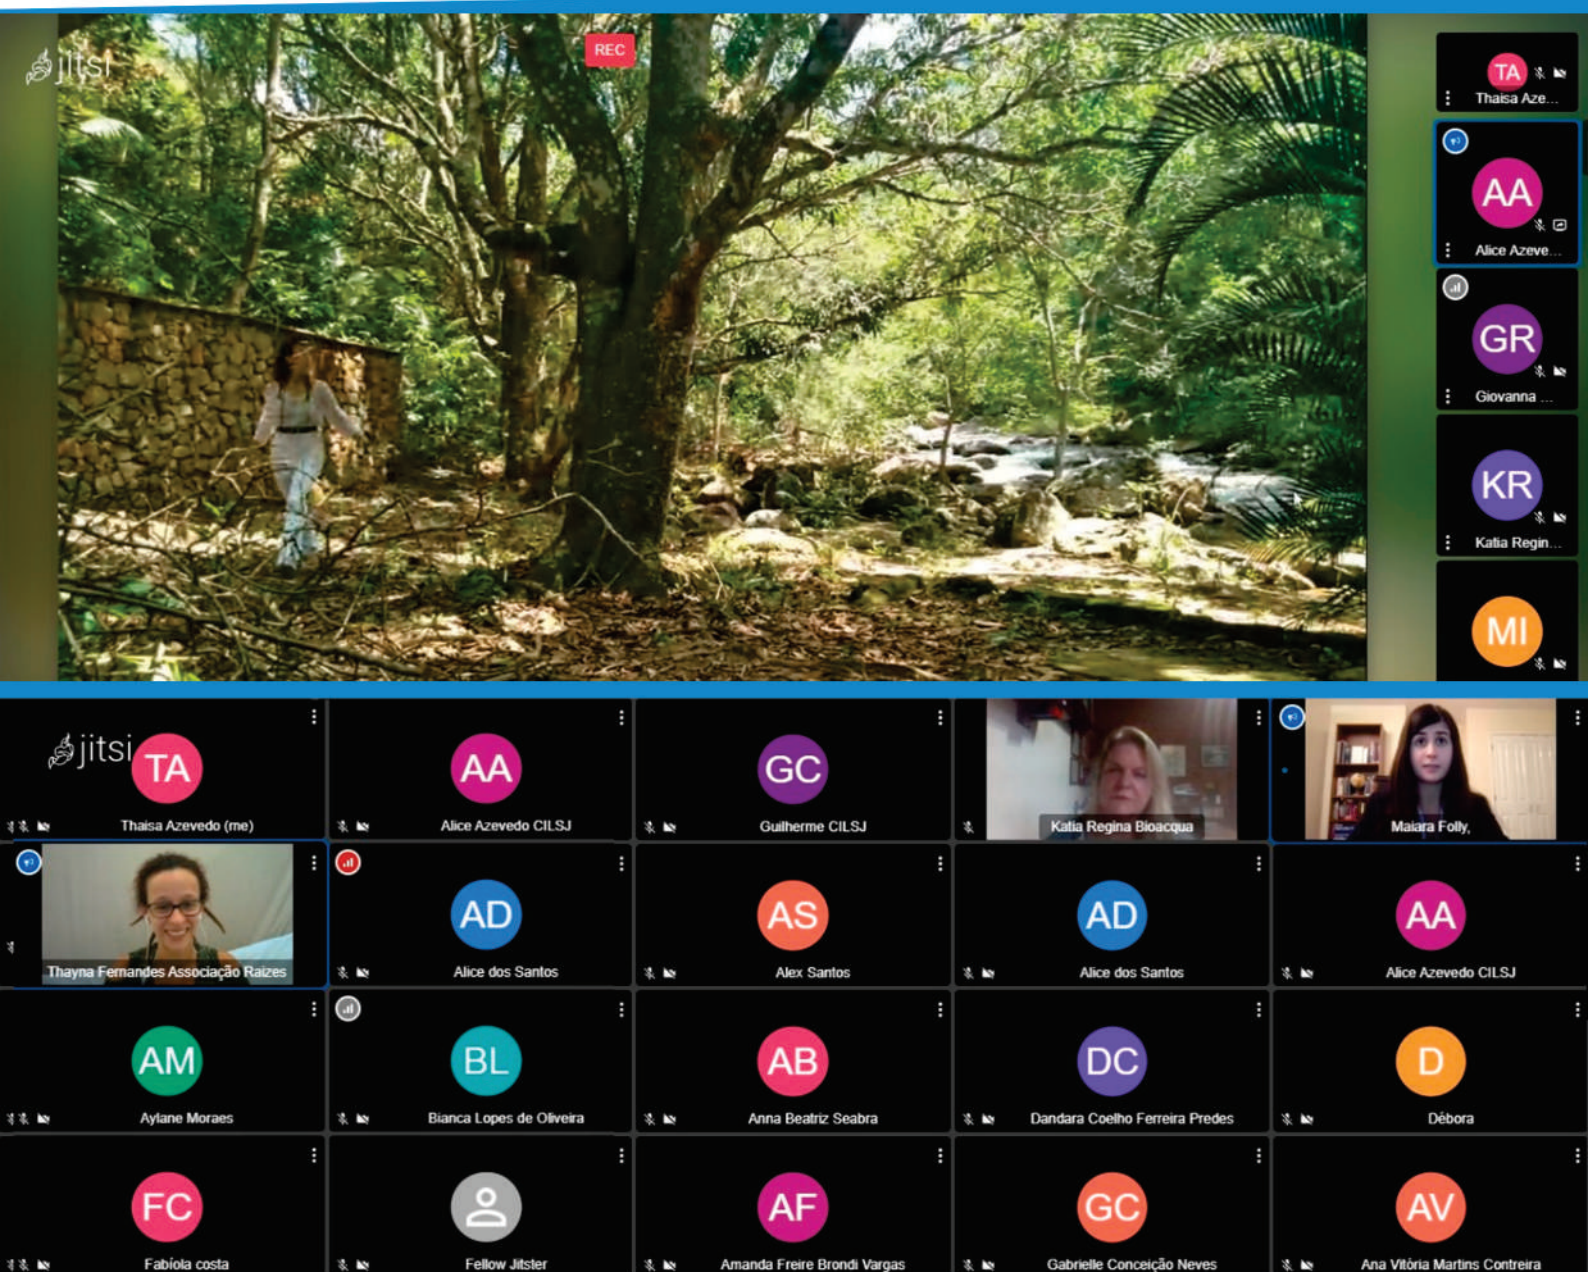 jitsi
REC
TA
Thaisa Aze...
AA
Alice Azeve...
GR
Giovanna ...
KR
Katia Regin...
MI
jitsi
TA
Thaisa Azevedo (me)
AA
Alice Azevedo CILSJ
GC
Guilherme CILSJ
Katia Regina Bioacqua
Maiara Folly,
Thayna Fernandes Associação Raizes
AD
Alice dos Santos
AS
Alex Santos
AD
Alice dos Santos
AA
Alice Azevedo CILSJ
AM
Aylane Moraes
BL
Bianca Lopes de Oliveira
AB
Anna Beatriz Seabra
DC
Dandara Coelho Ferreira Predes
D
Débora
FC
Fabíola costa
Fellow Jitster
AF
Amanda Freire Brondi Vargas
GC
Gabrielle Conceição Neves
AV
Ana Vitória Martins Contreira